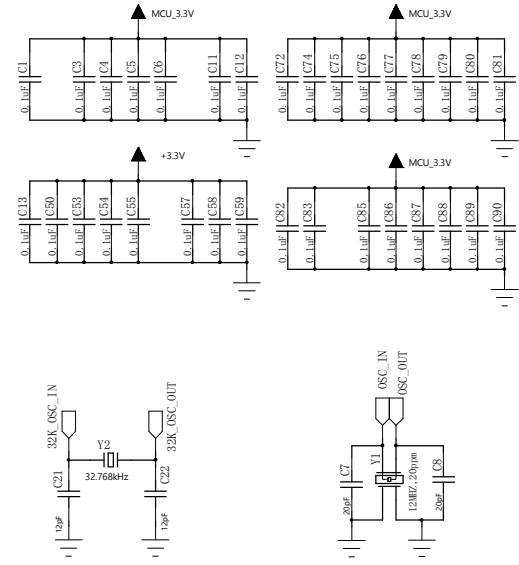 MCU_3.3V
C1 C3 C4 C5 C6 C11 C12
0.1uF 0.1uF 0.1uF 0.1uF 0.1uF 0.1uF 0.1uF
MCU_3.3V
C72 C74 C75 C76 C77 C78 C79 C80 C81
0.1uF 0.1uF 0.1uF 0.1uF 0.1uF 0.1uF 0.1uF 0.1uF 0.1uF
+3.3V
C13 C50 C53 C54 C55 C57 C58 C59
0.1uF 0.1uF 0.1uF 0.1uF 0.1uF 0.1uF 0.1uF 0.1uF
MCU_3.3V
C82 C83 C85 C86 C87 C88 C89 C90
0.1uF 0.1uF 0.1uF 0.1uF 0.1uF 0.1uF 0.1uF 0.1uF
32K_OSC_IN
32K_OSC_OUT
Y2
32.768kHz
C21
12pF
C22
12pF
OSC_IN
OSC_OUT
C7
20pF
Y1
12MHZ,20ppm
C8
20pF